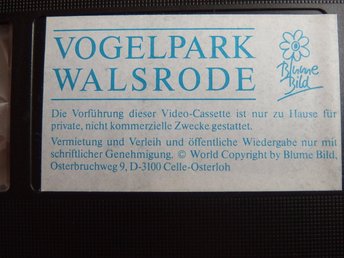 VOGELPARK
WALSRODE
Blume
Bild
Die Vorführung dieser Video-Cassette ist nur zu Hause für
private, nicht kommerzielle Zwecke gestattet.
Vermietung und Verleih und öffentliche Wiedergabe nur mit
schriftlicher Genehmigung. © World Copyright by Blume Bild,
Osterbruchweg 9, D-3100 Celle-Osterloh